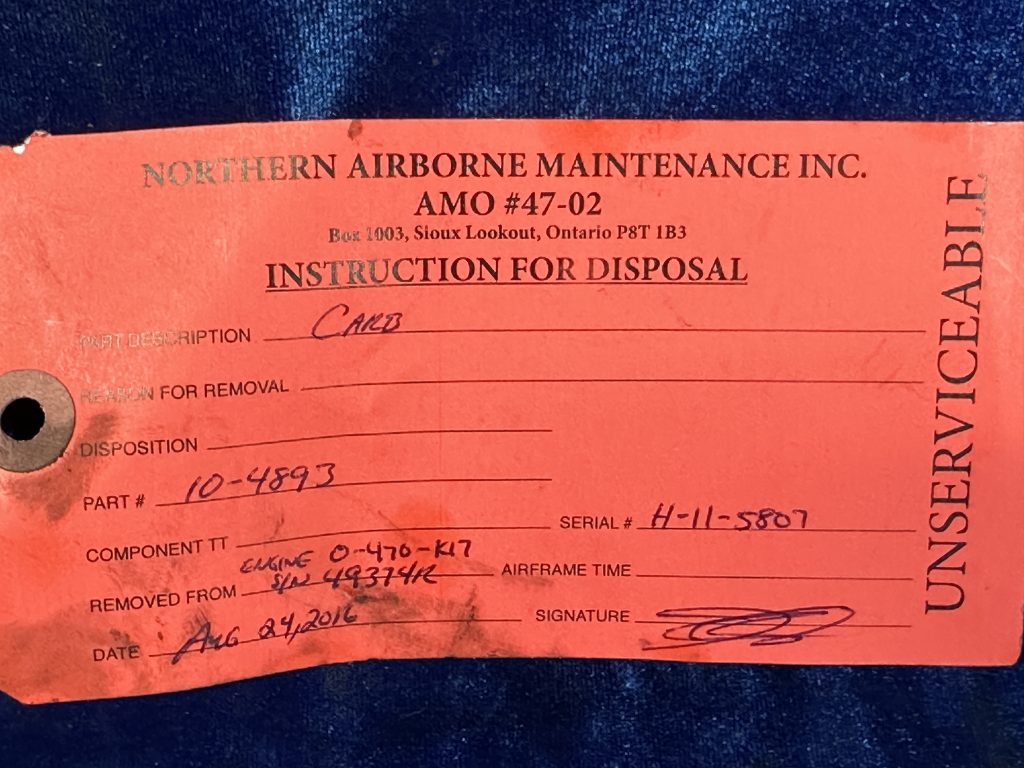 NORTHERN AIRBORNE MAINTENANCE INC.
AMO #47-02
Box 1003, Sioux Lookout, Ontario P8T 1B3
INSTRUCTION FOR DISPOSAL
PART DESCRIPTION CARB
REASON FOR REMOVAL
DISPOSITION
PART # 10-4893
SERIAL # H-11-5807
COMPONENT TT
ENGINE O-470-K17
REMOVED FROM S/N 49374R
AIRFRAME TIME
DATE AUG 24, 2016
SIGNATURE
UNSERVICEABLE